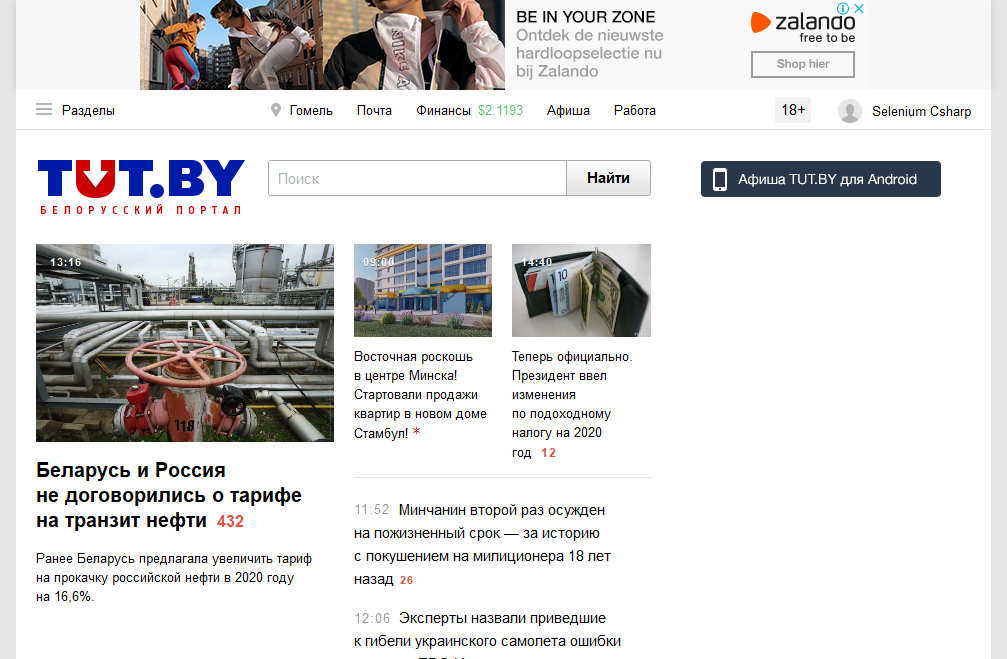 BE IN YOUR ZONE
Ontdek de nieuwste
hardloopselectie nu
bij Zalando
zalando
free to be
Shop hier
NIKE
Разделы
Гомель
Почта
Финансы $2.1193
Афиша
Работа
18+
Selenium Csharp
TUT.BY
БЕЛОРУССКИЙ ПОРТАЛ
Поиск
Найти
Афиша TUT.BY для Android
13:16
118
Беларусь и Россия
не договорились о тарифе
на транзит нефти 432
Ранее Беларусь предлагала увеличить тариф
на прокачку российской нефти в 2020 году
на 16,6%.
09:00
Восточная роскошь
в центре Минска!
Стартовали продажи
квартир в новом доме
Стамбул! *
14:40
10
Теперь официально.
Президент ввел
изменения
по подоходному
налогу на 2020
год 12
11:52 Минчанин второй раз осужден
на пожизненный срок — за историю
с покушением на милиционера 18 лет
назад 26
12:06 Эксперты назвали приведшие
к гибели украинского самолета ошибки